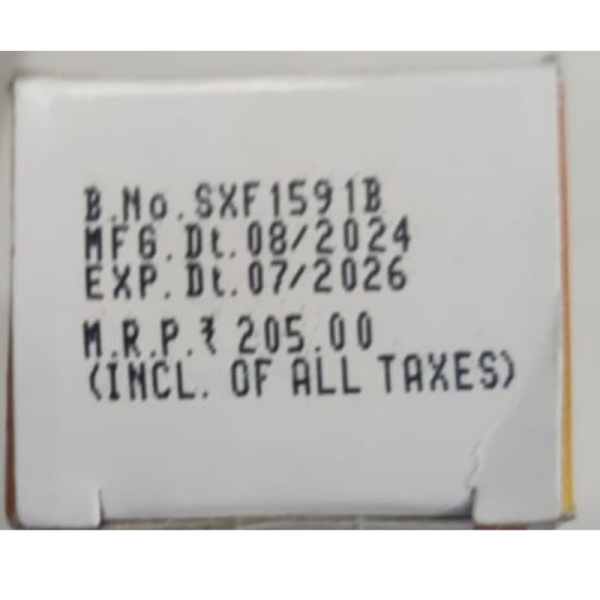 B.No.SXF1591B
MFG.Dt.08/2024
EXP.Dt.07/2026
M.R.P.₹ 205.00
(INCL. OF ALL TAXES)